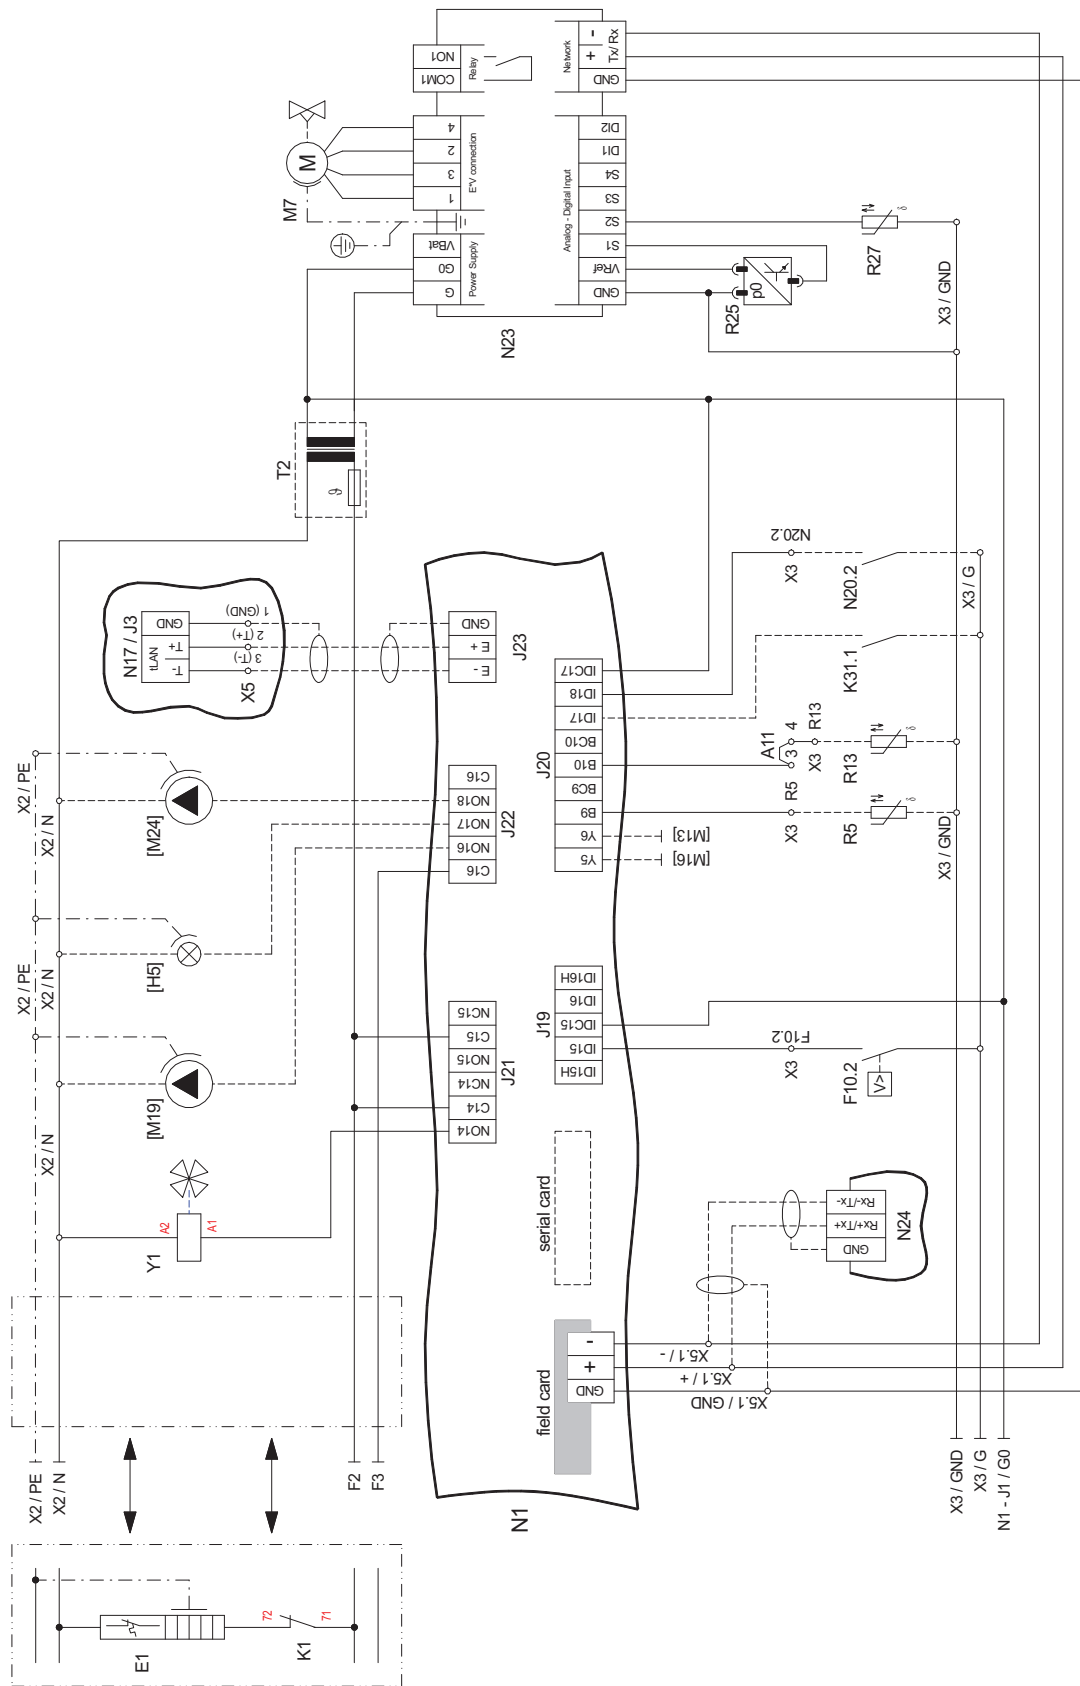 X2 / PE
X2 / N
F2
F3
E1
K1
72
71
Y1
A2
A1
X2 / N
[M19]
X2 / PE
X2 / N
[H5]
X2 / PE
X2 / N
[M24]
N17 / J3
tLAN
T-
T+
GND
3 (T-)
2 (T+)
1 (GND)
X5
T2
ϑ
M7
M
N1
field card
GND
+
-
serial card
J21
NO14
C14
NC14
NO15
C15
NC15
J22
C16
NO16
NO17
NO18
C16
J23
E -
E +
GND
J19
ID15H
ID15
IDC15
ID16
ID16H
J20
Y5
Y6
B9
BC9
B10
BC10
ID17
ID18
IDC17
[M16]
[M13]
X5.1 / -
X5.1 / +
X5.1 / GND
N24
GND
Rx+/Tx+
Rx-/Tx-
F10.2
X3
F10.2
V>
X3
R5
X3 / GND
R5
A11
3
4
X3
R13
R13
K31.1
N20.2
X3
N20.2
X3 / G
N23
G
G0
VBat
Power Supply
1
3
2
4
E*V connection
COM1
NO1
Relay
GND
VRef
S1
S2
S3
S4
DI1
DI2
Analog - Digital Input
GND
+
-
Tx/ Rx
Network
R25
p0
R27
ϑ
X3 / GND
X3 / GND
X3 / G
N1 - J1 / G0